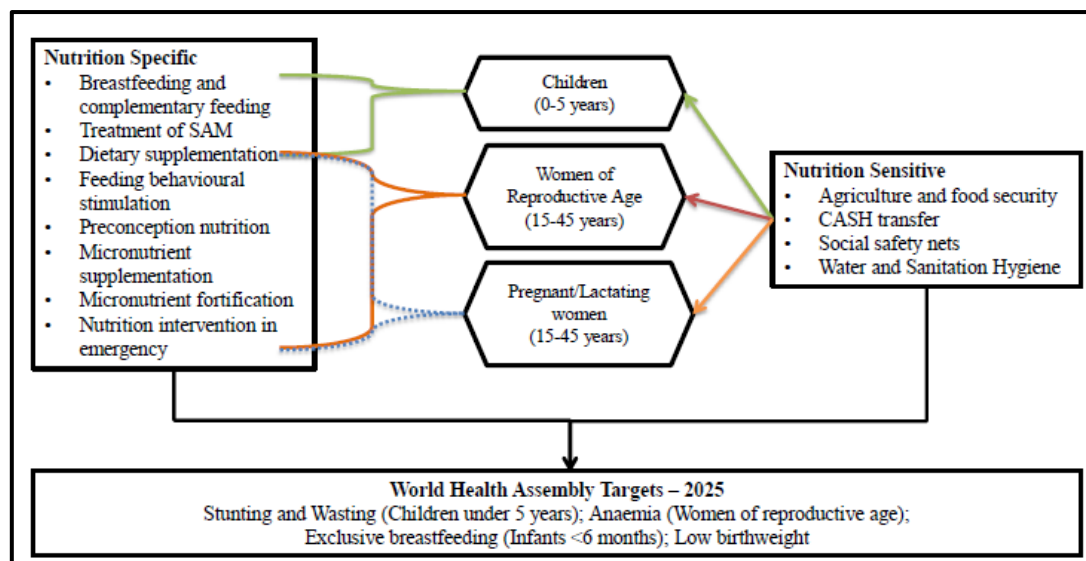 Nutrition Specific
• Breastfeeding and
complementary feeding
• Treatment of SAM
• Dietary supplementation
• Feeding behavioural
stimulation
• Preconception nutrition
• Micronutrient
supplementation
• Micronutrient fortification
• Nutrition intervention in
emergency
Children
(0-5 years)
Women of
Reproductive Age
(15-45 years)
Pregnant/Lactating
women
(15-45 years)
Nutrition Sensitive
• Agriculture and food security
• CASH transfer
• Social safety nets
• Water and Sanitation Hygiene
World Health Assembly Targets – 2025
Stunting and Wasting (Children under 5 years); Anaemia (Women of reproductive age);
Exclusive breastfeeding (Infants <6 months); Low birthweight